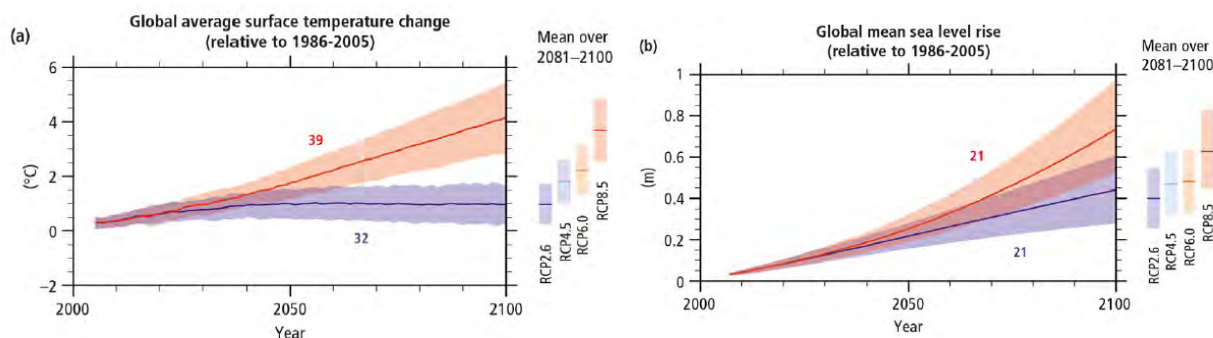 (a)
Global average surface temperature change
(relative to 1986-2005)
Mean over
2081–2100
6
4
2
0
−2
(°C)
39
32
2000
2050
2100
Year
RCP2.6
RCP4.5
RCP6.0
RCP8.5
(b)
Global mean sea level rise
(relative to 1986-2005)
Mean over
2081–2100
1
0.8
0.6
0.4
0.2
0
(m)
21
21
2000
2050
2100
Year
RCP2.6
RCP4.5
RCP6.0
RCP8.5